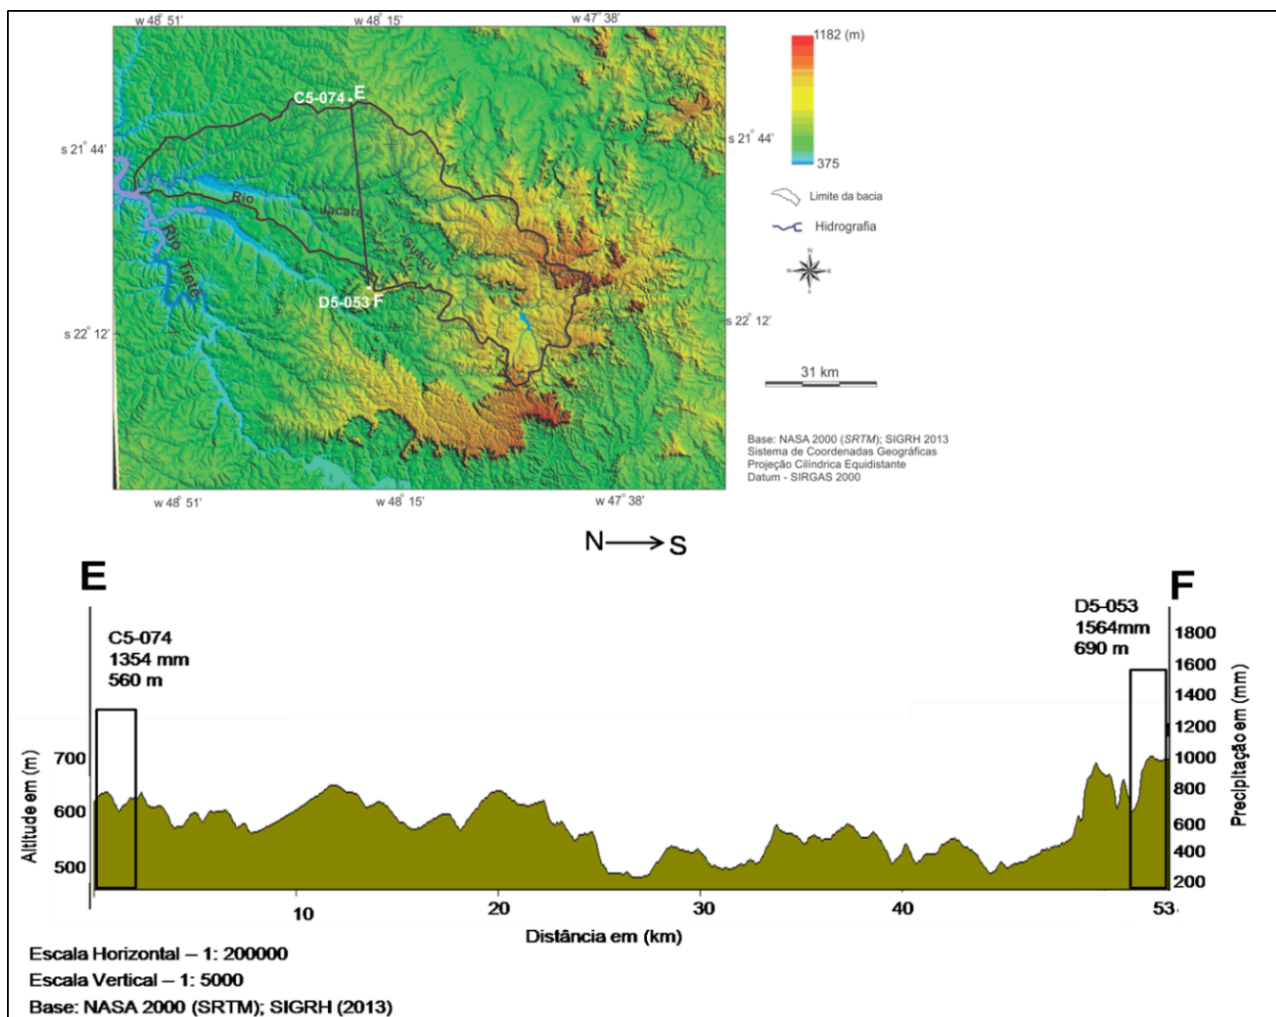 w 48° 51'
w 48° 15'
w 47° 38'
1182 (m)
375
C5-074
E
s 21° 44'
s 21° 44'
Limite da bacia
Hidrografia
Rio
Jacaré
Guaçú
Rio Tietê
D5-053 F
s 22° 12'
s 22° 12'
N
31 km
Base: NASA 2000 (SRTM); SIGRH 2013
Sistema de Coordenadas Geográficas
Projeção Cilíndrica Equidistante
Datum - SIRGAS 2000
w 48° 51'
w 48° 15'
w 47° 38'
N S
E
F
C5-074
1354 mm
560 m
D5-053
1564mm
690 m
Altitude em (m)
700
600
500
1800
1600
1400
1200
1000
800
600
400
200
Precipitação em (mm)
10
20
30
40
53
Distância em (km)
Escala Horizontal – 1: 200000
Escala Vertical – 1: 5000
Base: NASA 2000 (SRTM); SIGRH (2013)